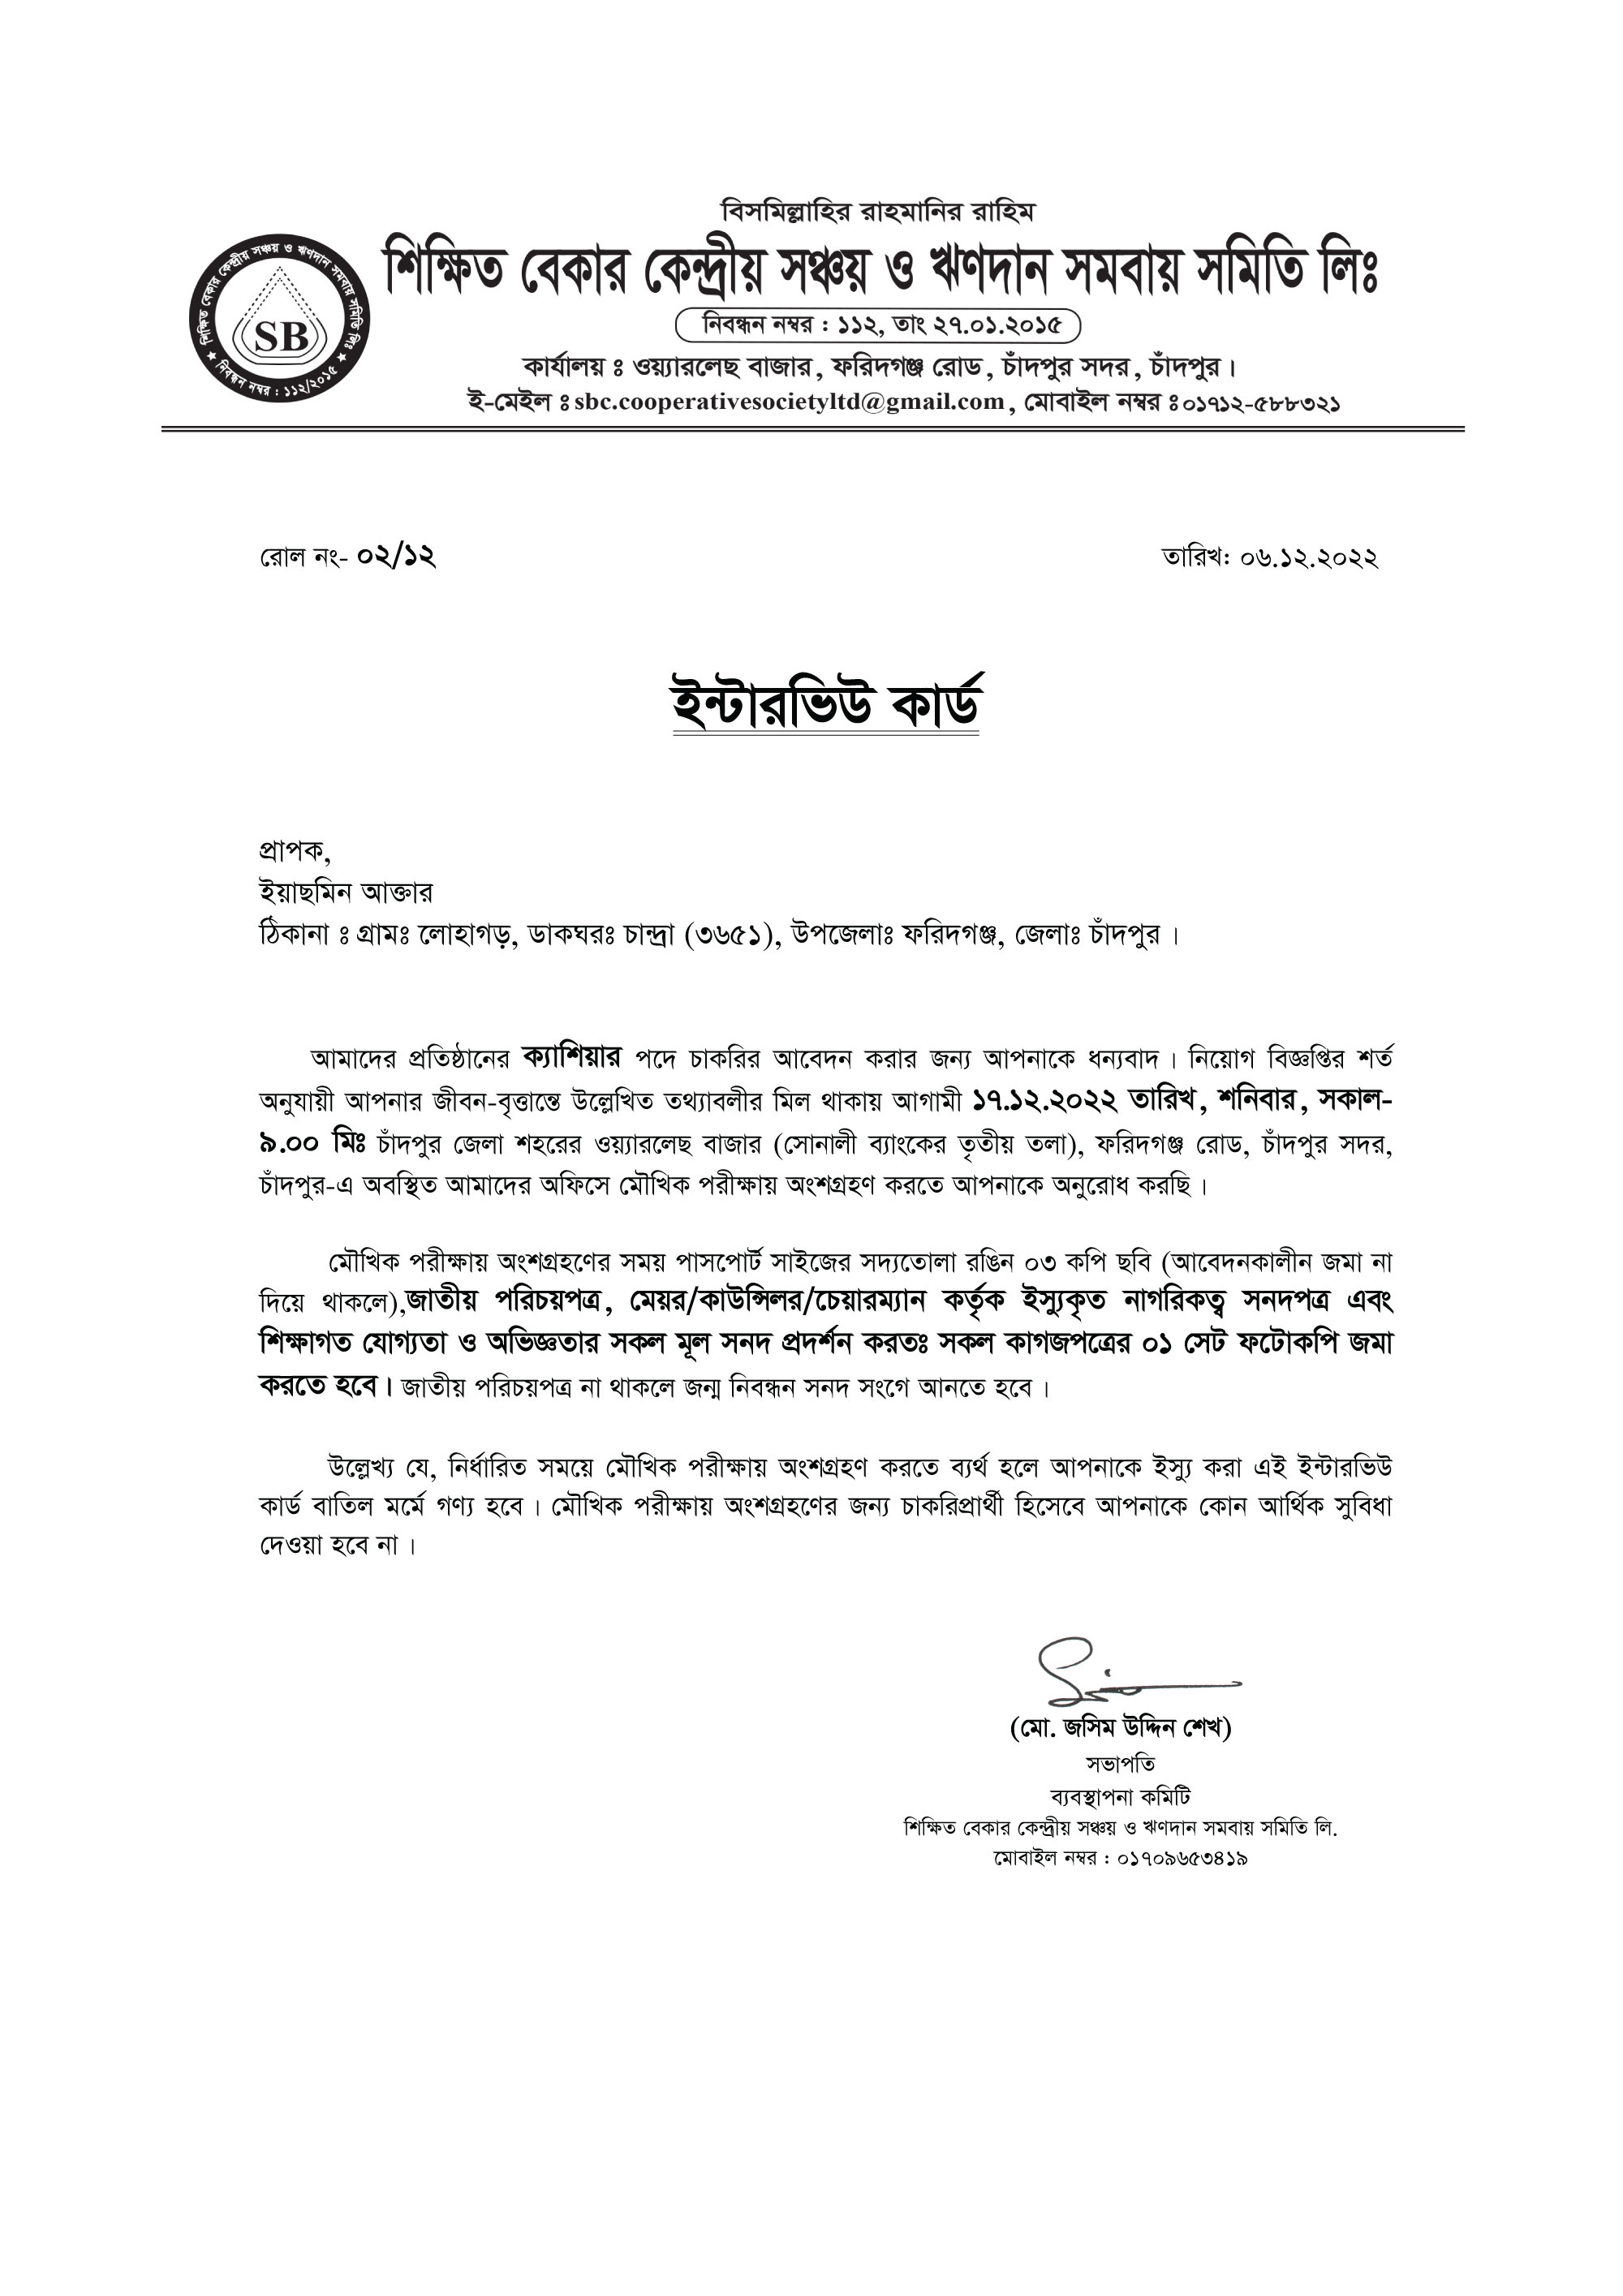 বিসমিল্লাহির রাহমানির রাহিম
শিক্ষিত বেকার কেন্দ্রীয় সঞ্চয় ও ঋণদান সমবায় সমিতি লিঃ
শিক্ষিত বেকার কেন্দ্রীয় সঞ্চয় ও ঋণদান সমবায় সমিতি লিঃ
SB
★ নিবন্ধন নম্বর : ১১২/২০১৫ ★
নিবন্ধন নম্বর : ১১২, তাং ২৭.০১.২০১৫
কার্যালয় ঃ ওয়্যারলেছ বাজার, ফরিদগঞ্জ রোড, চাঁদপুর সদর, চাঁদপুর।
ই-মেইল ঃ sbc.cooperativesocietyltd@gmail.com, মোবাইল নম্বর ঃ ০১৭১২-৫৮৮৩২১
রোল নং- ০২/১২
তারিখ: ০৬.১২.২০২২
ইন্টারভিউ কার্ড
প্রাপক,
ইয়াছমিন আক্তার
ঠিকানা ঃ গ্রামঃ লোহাগড়, ডাকঘরঃ চান্দ্রা (৩৬৫১), উপজেলাঃ ফরিদগঞ্জ, জেলাঃ চাঁদপুর।
আমাদের প্রতিষ্ঠানের ক্যাশিয়ার পদে চাকরির আবেদন করার জন্য আপনাকে ধন্যবাদ। নিয়োগ বিজ্ঞপ্তির শর্ত
অনুযায়ী আপনার জীবন-বৃত্তান্তে উল্লেখিত তথ্যাবলীর মিল থাকায় আগামী ১৭.১২.২০২২ তারিখ, শনিবার, সকাল-
৯.০০ মিঃ চাঁদপুর জেলা শহরের ওয়্যারলেছ বাজার (সোনালী ব্যাংকের তৃতীয় তলা), ফরিদগঞ্জ রোড, চাঁদপুর সদর,
চাঁদপুর-এ অবস্থিত আমাদের অফিসে মৌখিক পরীক্ষায় অংশগ্রহণ করতে আপনাকে অনুরোধ করছি।
মৌখিক পরীক্ষায় অংশগ্রহণের সময় পাসপোর্ট সাইজের সদ্যতোলা রঙিন ০৩ কপি ছবি (আবেদনকালীন জমা না
দিয়ে থাকলে),জাতীয় পরিচয়পত্র, মেয়র/কাউন্সিলর/চেয়ারম্যান কর্তৃক ইস্যুকৃত নাগরিকত্ব সনদপত্র এবং
শিক্ষাগত যোগ্যতা ও অভিজ্ঞতার সকল মূল সনদ প্রদর্শন করতঃ সকল কাগজপত্রের ০১ সেট ফটোকপি জমা
করতে হবে। জাতীয় পরিচয়পত্র না থাকলে জন্ম নিবন্ধন সনদ সংগে আনতে হবে।
উল্লেখ্য যে, নির্ধারিত সময়ে মৌখিক পরীক্ষায় অংশগ্রহণ করতে ব্যর্থ হলে আপনাকে ইস্যু করা এই ইন্টারভিউ
কার্ড বাতিল মর্মে গণ্য হবে। মৌখিক পরীক্ষায় অংশগ্রহণের জন্য চাকরিপ্রার্থী হিসেবে আপনাকে কোন আর্থিক সুবিধা
দেওয়া হবে না।
(মো. জসিম উদ্দিন শেখ)
সভাপতি
ব্যবস্থাপনা কমিটি
শিক্ষিত বেকার কেন্দ্রীয় সঞ্চয় ও ঋণদান সমবায় সমিতি লি.
মোবাইল নম্বর : ০১৭০৯৬৫৩৪১৯